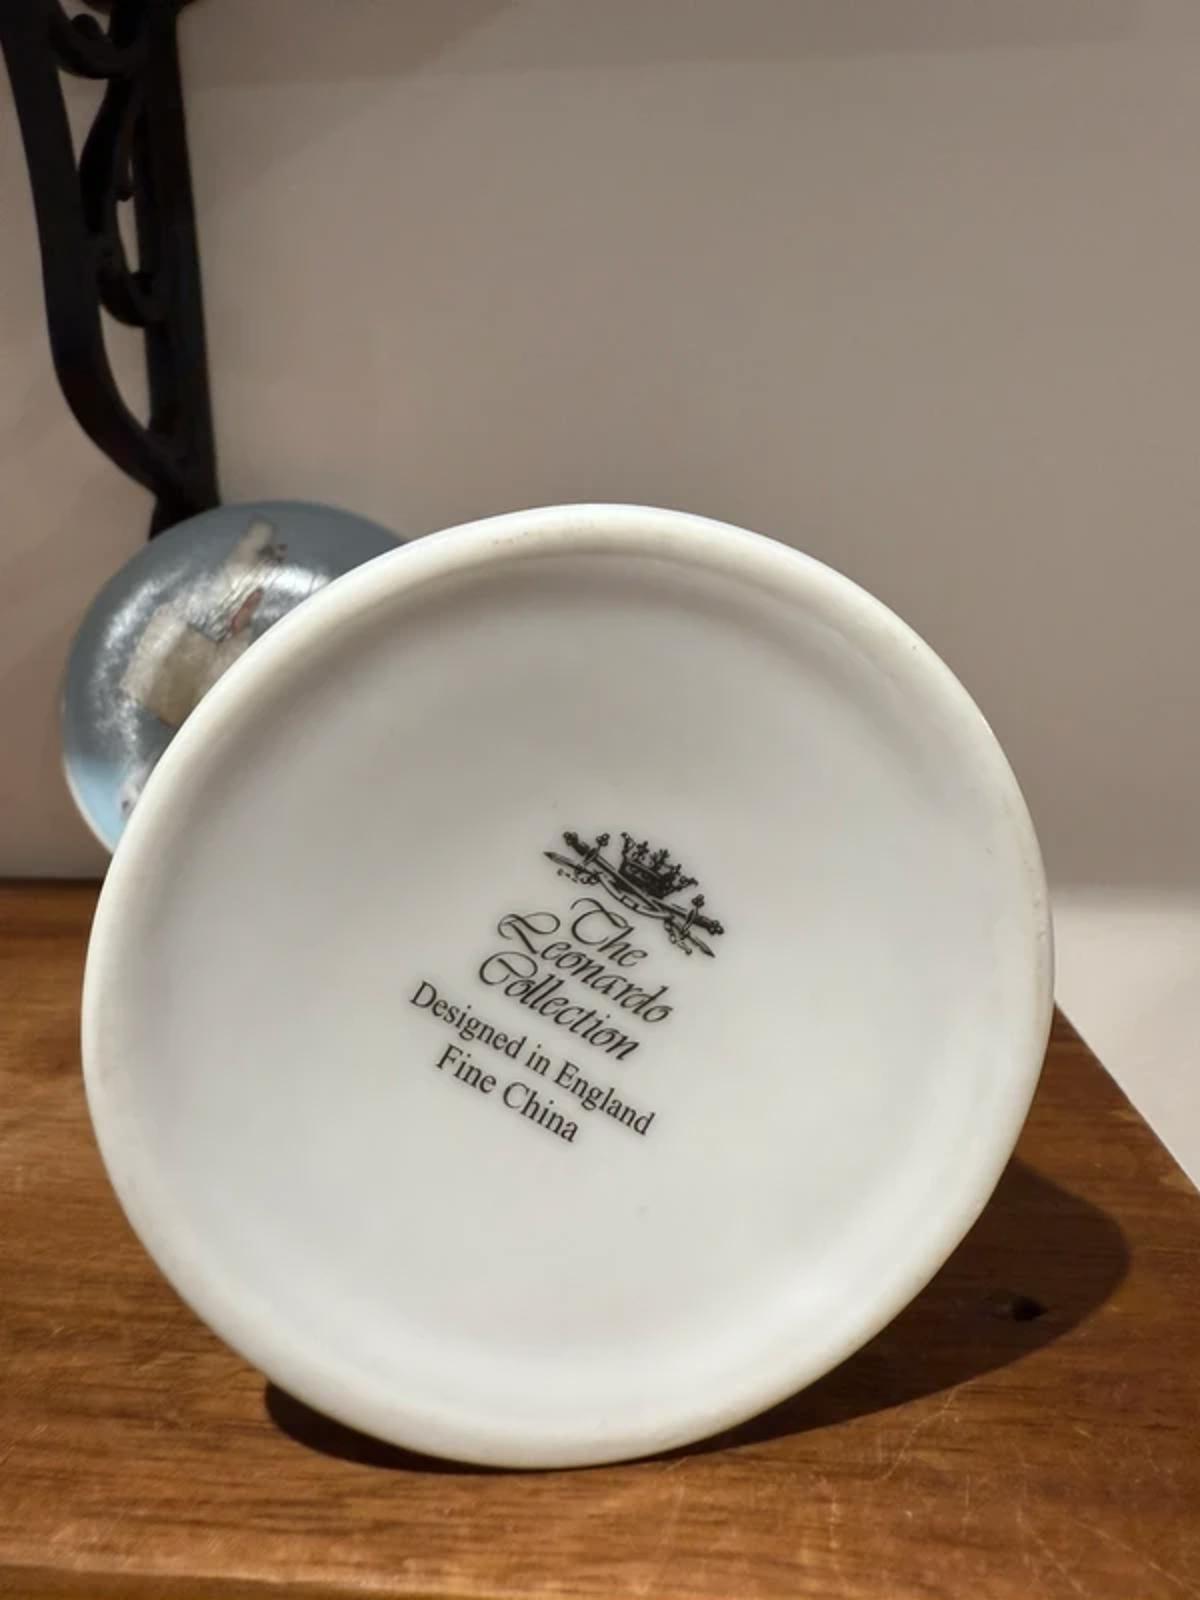 The
Leonardo
Collection
Designed in England
Fine China